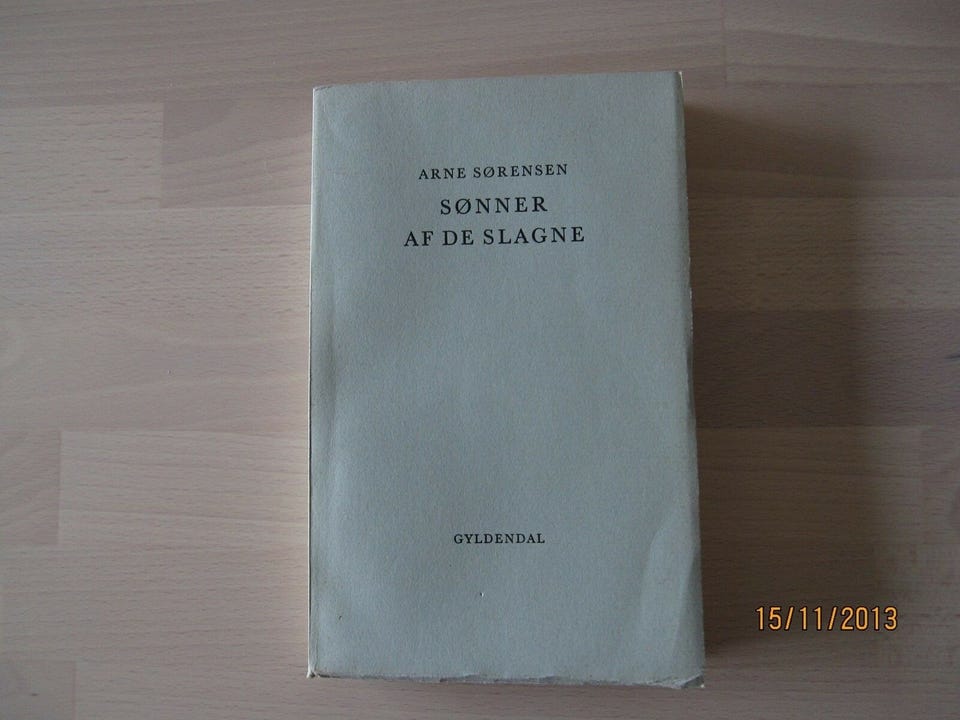 ARNE SØRENSEN
SØNNER
AF DE SLAGNE
GYLDENDAL
15/11/2013